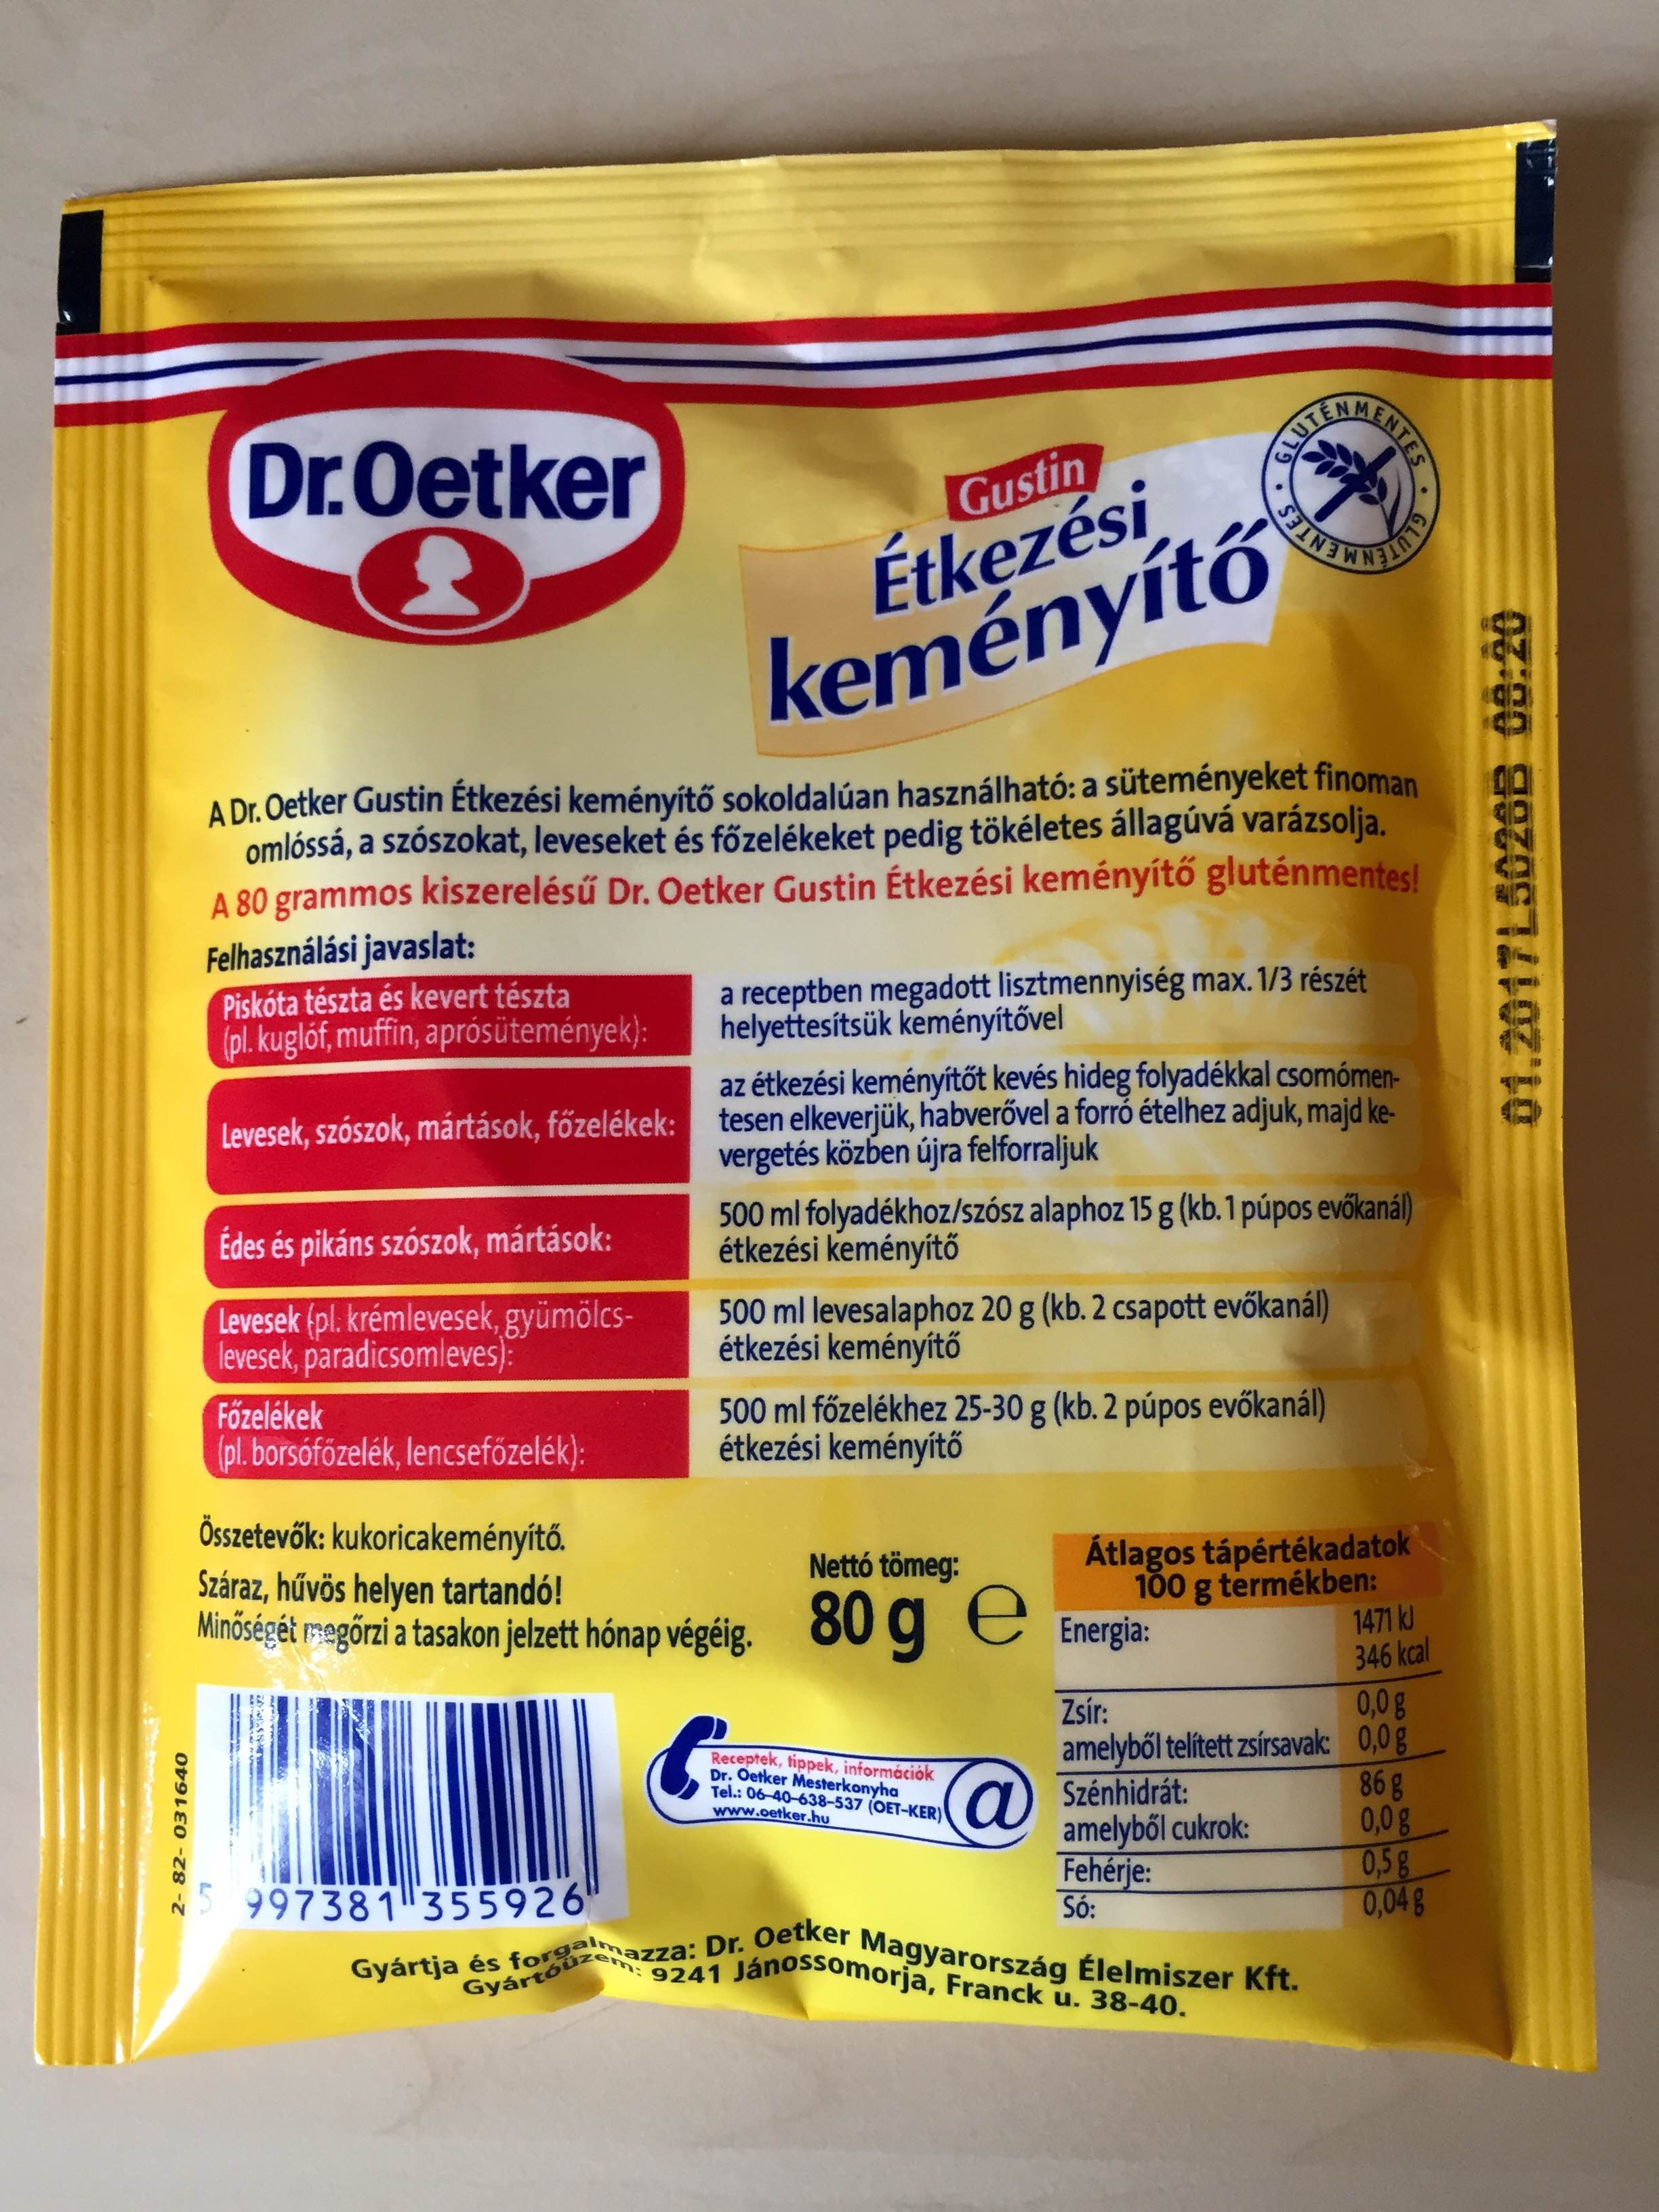 Dr.Oetker
Gustin
Étkezési
keményítő
GLUTÉNMENTES · GLUTÉNMENTES ·
A Dr. Oetker Gustin Étkezési keményítő sokoldalúan használható: a süteményeket finoman
omlóssá, a szószokat, leveseket és főzelékeket pedig tökéletes állagúvá varázsolja.
A 80 grammos kiszerelésű Dr. Oetker Gustin Étkezési keményítő gluténmentes!
Felhasználási javaslat:
Piskóta tészta és kevert tészta
(pl. kuglóf, muffin, aprósütemények):
a receptben megadott lisztmennyiség max. 1/3 részét
helyettesítsük keményítővel
Levesek, szószok, mártások, főzelékek:
az étkezési keményítőt kevés hideg folyadékkal csomómen-
tesen elkeverjük, habverővel a forró ételhez adjuk, majd ke-
vergetés közben újra felforraljuk
Édes és pikáns szószok, mártások:
500 ml folyadékhoz/szósz alaphoz 15 g (kb. 1 púpos evőkanál)
étkezési keményítő
Levesek (pl. krémlevesek, gyümölcs-
levesek, paradicsomleves):
500 ml levesalaphoz 20 g (kb. 2 csapott evőkanál)
étkezési keményítő
Főzelékek
(pl. borsófőzelék, lencsefőzelék):
500 ml főzelékhez 25-30 g (kb. 2 púpos evőkanál)
étkezési keményítő
Összetevők: kukoricakeményítő.
Száraz, hűvös helyen tartandó!
Minőségét megőrzi a tasakon jelzett hónap végéig.
Nettó tömeg:
80 g e
Átlagos tápértékadatok
100 g termékben:
Energia: 1471 kJ
346 kcal
Zsír: 0,0 g
amelyből telített zsírsavak: 0,0 g
Szénhidrát: 86 g
amelyből cukrok: 0,0 g
Fehérje: 0,5 g
Só: 0,04 g
Receptek, tippek, információk
Dr. Oetker Mesterkonyha
Tel.: 06-40-638-537 (OET-KER)
www.oetker.hu
@
2- 82- 031640
5 997381 355926
Gyártja és forgalmazza: Dr. Oetker Magyarország Élelmiszer Kft.
Gyártóüzem: 9241 Jánossomorja, Franck u. 38-40.
01.2017 L5026B 08:20